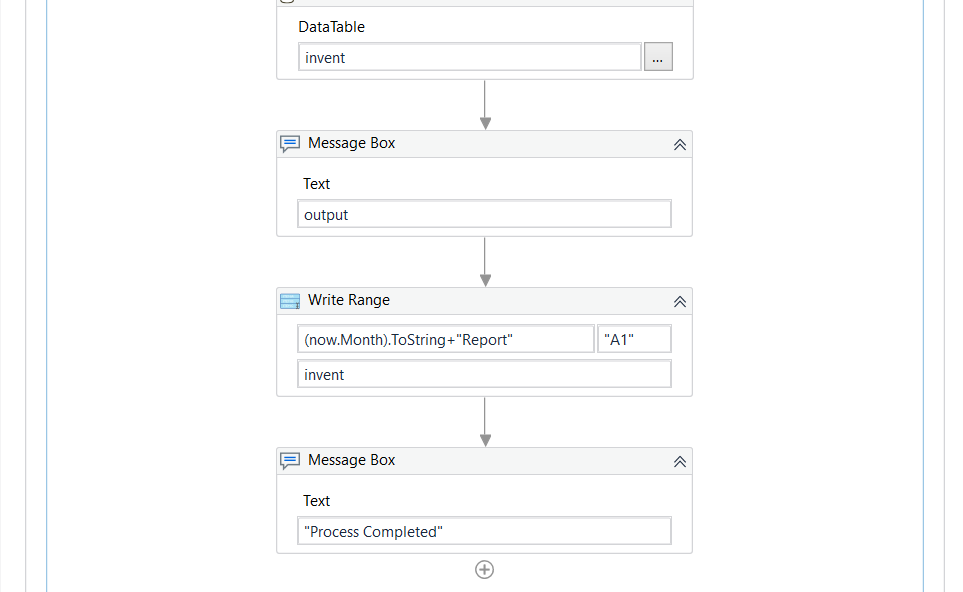 DataTable
invent
...
Message Box
Text
output
Write Range
(now.Month).ToString+"Report" "A1"
invent
Message Box
Text
"Process Completed"